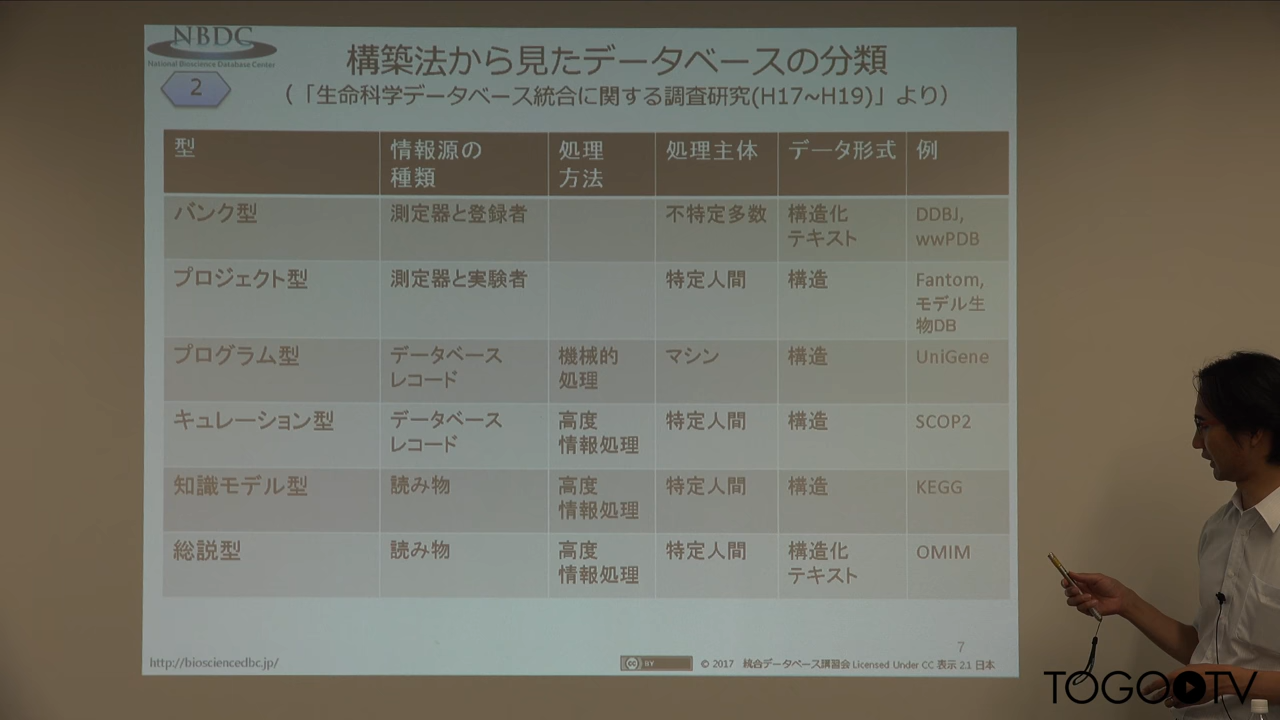 NBDC
National Bioscience Database Center
2
構築法から見たデータベースの分類
（「生命科学データベース統合に関する調査研究(H17~H19)」より）
型
情報源の
種類
処理
方法
処理主体
データ形式
例
バンク型
測定器と登録者
不特定多数
構造化
テキスト
DDBJ,
wwPDB
プロジェクト型
測定器と実験者
特定人間
構造
Fantom,
モデル生
物DB
プログラム型
データベース
レコード
機械的
処理
マシン
構造
UniGene
キュレーション型
データベース
レコード
高度
情報処理
特定人間
構造
SCOP2
知識モデル型
読み物
高度
情報処理
特定人間
構造
KEGG
総説型
読み物
高度
情報処理
特定人間
構造化
テキスト
OMIM
7
http://biosciencedbc.jp/
cc BY
© 2017 統合データベース講習会 Licensed Under CC 表示 2.1 日本
TOGO TV